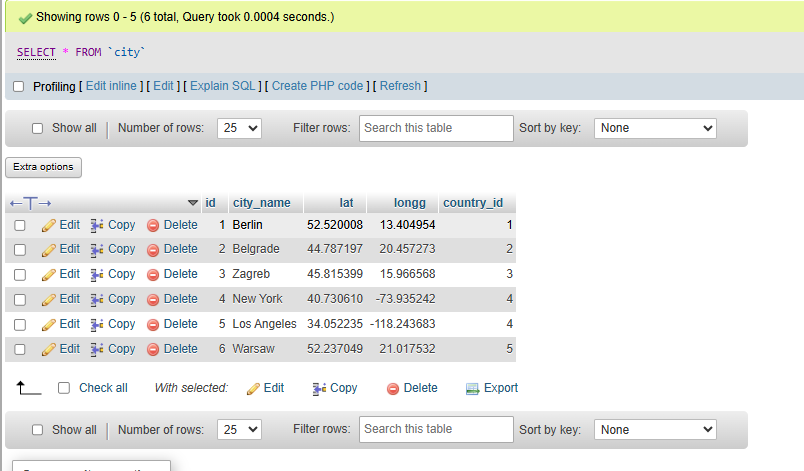 Showing rows 0 - 5 (6 total, Query took 0.0004 seconds.)
SELECT * FROM `city`
Profiling [ Edit inline ] [ Edit ] [ Explain SQL ] [ Create PHP code ] [ Refresh ]
Show all Number of rows: 25 Filter rows: Search this table Sort by key: None
Extra options
id city_name lat longg country_id
Edit Copy Delete 1 Berlin 52.520008 13.404954 1
Edit Copy Delete 2 Belgrade 44.787197 20.457273 2
Edit Copy Delete 3 Zagreb 45.815399 15.966568 3
Edit Copy Delete 4 New York 40.730610 -73.935242 4
Edit Copy Delete 5 Los Angeles 34.052235 -118.243683 4
Edit Copy Delete 6 Warsaw 52.237049 21.017532 5
Check all With selected: Edit Copy Delete Export
Show all Number of rows: 25 Filter rows: Search this table Sort by key: None